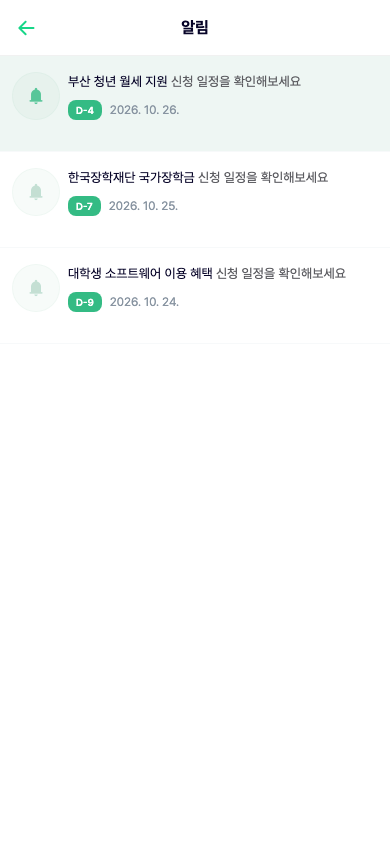 알림
부산 청년 월세 지원 신청 일정을 확인해보세요
D-4 2026. 10. 26.
한국장학재단 국가장학금 신청 일정을 확인해보세요
D-7 2026. 10. 25.
대학생 소프트웨어 이용 혜택 신청 일정을 확인해보세요
D-9 2026. 10. 24.